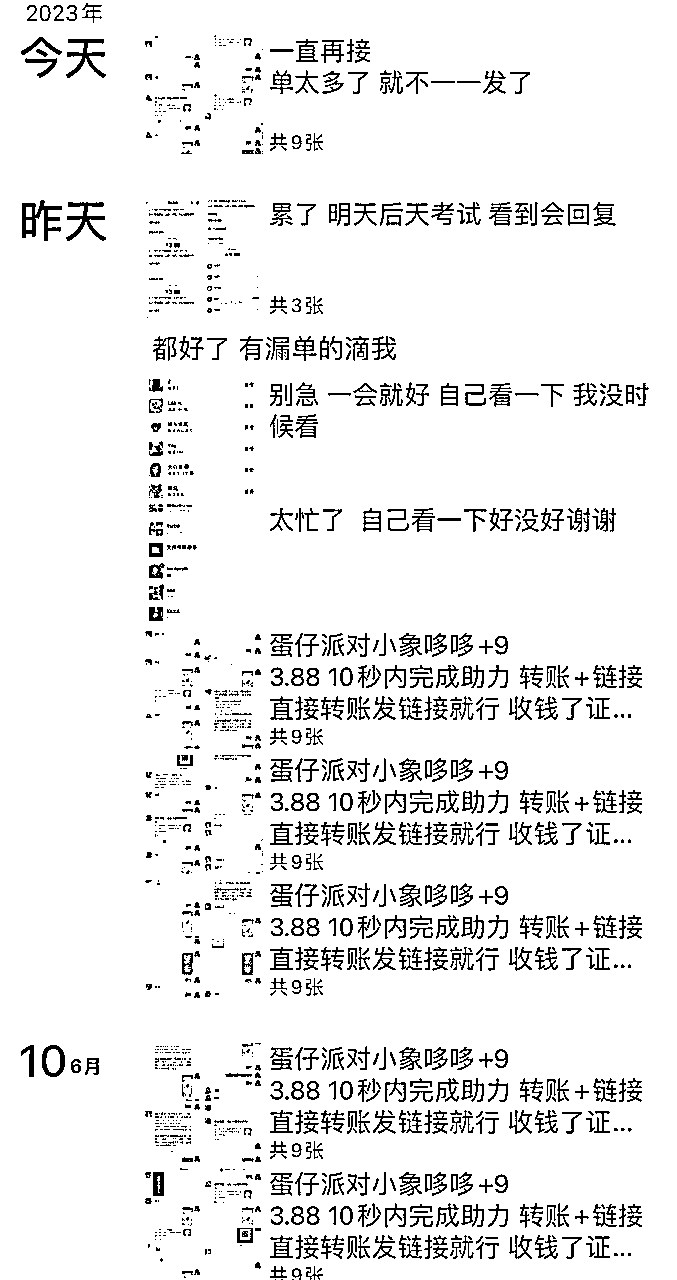 2023年
今天
一直再接
单太多了 就不一一发了
共9张
昨天
累了 明天后天考试 看到会回复
共3张
都好了 有漏单的滴我
别急 一会就好 自己看一下 我没时
候看
太忙了 自己看一下好没好谢谢
蛋仔派对小象哆哆+9
3.88 10秒内完成助力 转账+链接
直接转账发链接就行 收钱了证...
共9张
蛋仔派对小象哆哆+9
3.88 10秒内完成助力 转账+链接
直接转账发链接就行 收钱了证...
共9张
蛋仔派对小象哆哆+9
3.88 10秒内完成助力 转账+链接
直接转账发链接就行 收钱了证...
共9张
10 6月
蛋仔派对小象哆哆+9
3.88 10秒内完成助力 转账+链接
直接转账发链接就行 收钱了证...
共9张
蛋仔派对小象哆哆+9
3.88 10秒内完成助力 转账+链接
直接转账发链接就行 收钱了证...
共9张